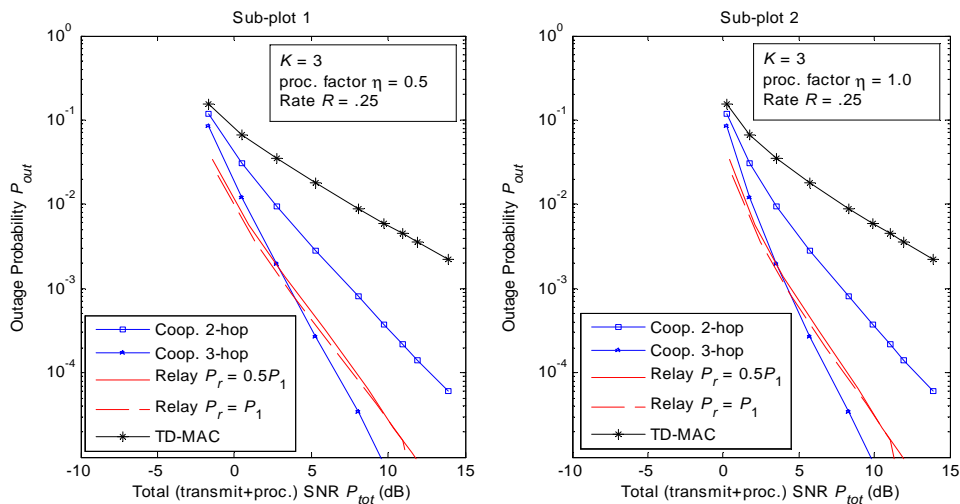 Sub-plot 1
10^0
10^-1
10^-2
10^-3
10^-4
Outage Probability P_out
K = 3
proc. factor η = 0.5
Rate R = .25
Coop. 2-hop
Coop. 3-hop
Relay P_r = 0.5P_1
Relay P_r = P_1
TD-MAC
-10 -5 0 5 10 15
Total (transmit+proc.) SNR P_tot (dB)
Sub-plot 2
10^0
10^-1
10^-2
10^-3
10^-4
Outage Probability P_out
K = 3
proc. factor η = 1.0
Rate R = .25
Coop. 2-hop
Coop. 3-hop
Relay P_r = 0.5P_1
Relay P_r = P_1
TD-MAC
-10 -5 0 5 10 15
Total (transmit+proc.) SNR P_tot (dB)